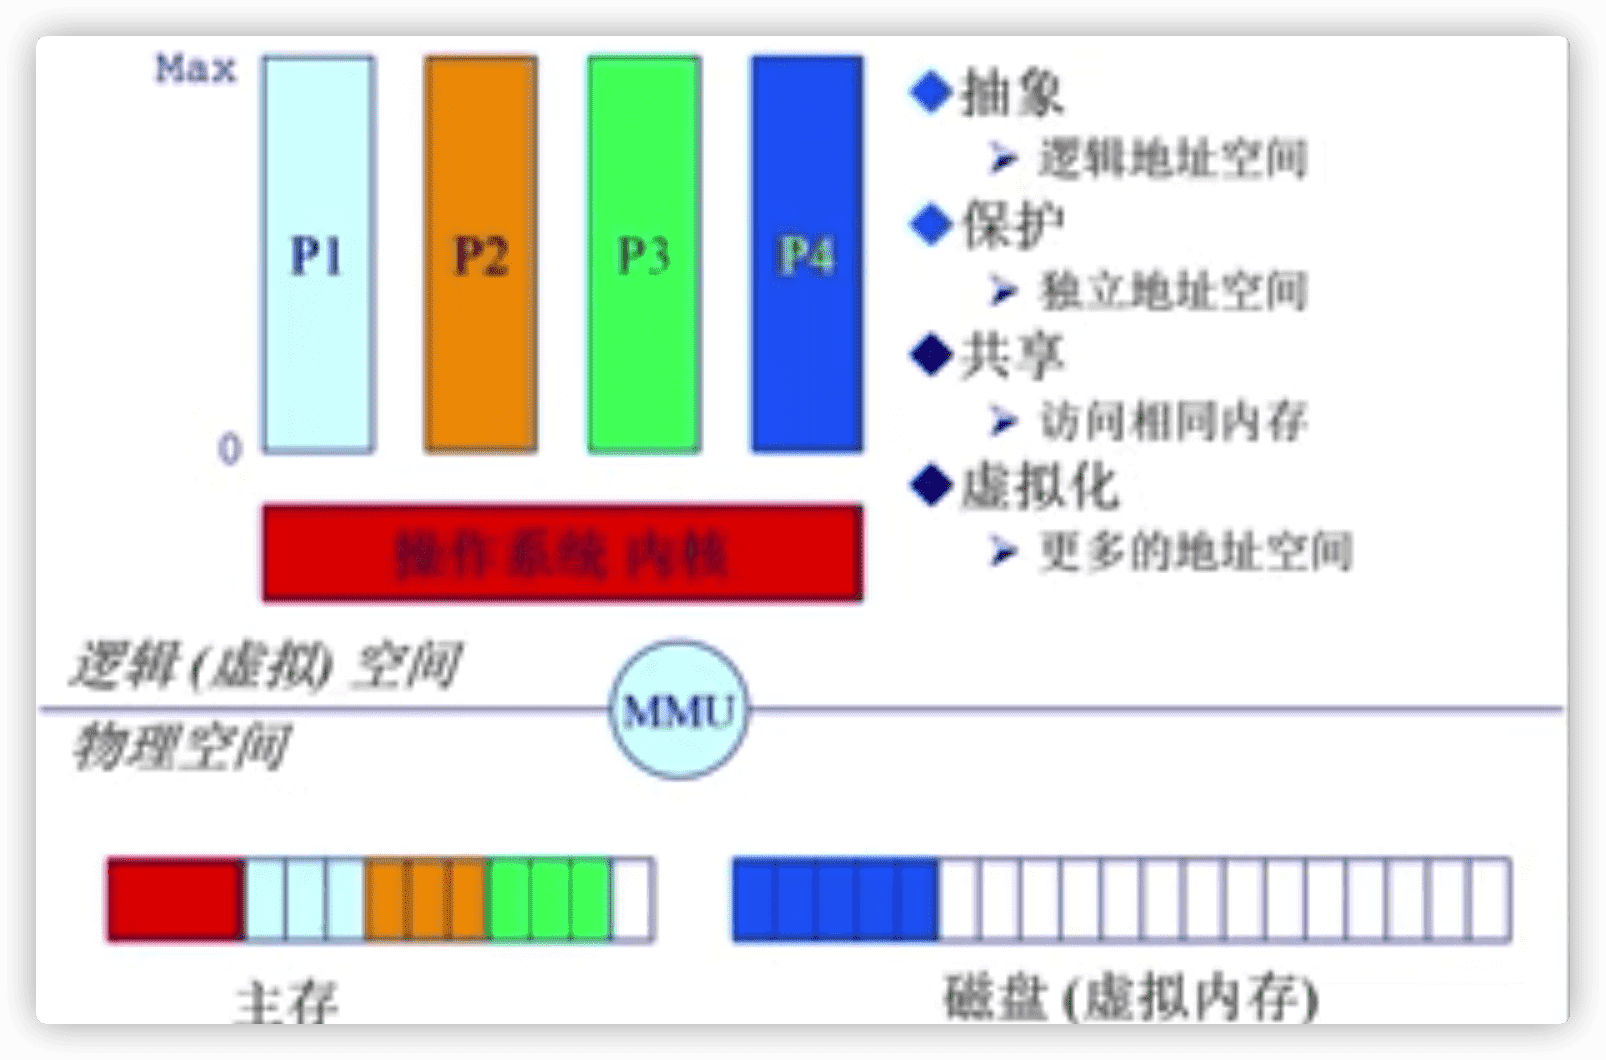 Max
P1
P2
P3
P4
0
操作系统 内核
抽象
逻辑地址空间
保护
独立地址空间
共享
访问相同内存
虚拟化
更多的地址空间
逻辑(虚拟) 空间
MMU
物理空间
主存
磁盘(虚拟内存)